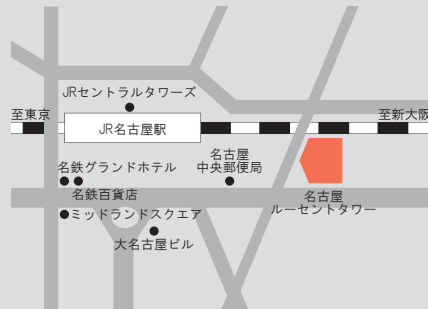 JRセントラルタワーズ
至東京
至新大阪
JR名古屋駅
名古屋
中央郵便局
名鉄グランドホテル
名鉄百貨店
名古屋
ルーセントタワー
ミッドランドスクエア
大名古屋ビル